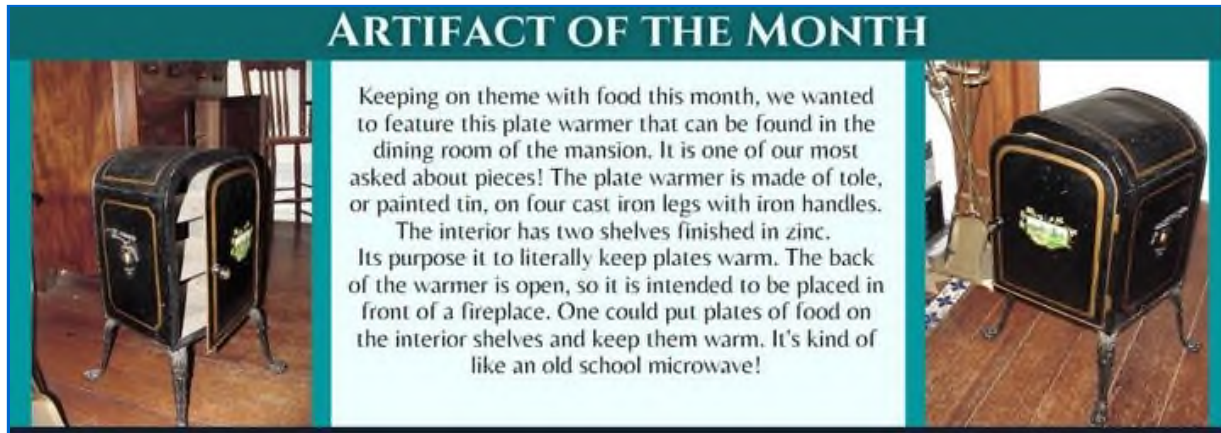 ARTIFACT OF THE MONTH
Keeping on theme with food this month, we wanted
to feature this plate warmer that can be found in the
dining room of the mansion. It is one of our most
asked about pieces! The plate warmer is made of tole,
or painted tin, on four cast iron legs with iron handles.
The interior has two shelves finished in zinc.
Its purpose it to literally keep plates warm. The back
of the warmer is open, so it is intended to be placed in
front of a fireplace. One could put plates of food on
the interior shelves and keep them warm. It's kind of
like an old school microwave!